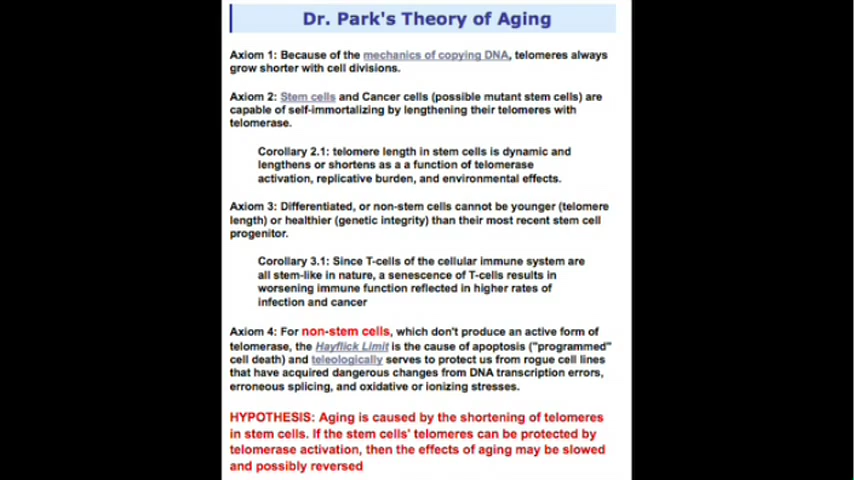 Dr. Park's Theory of Aging
Axiom 1: Because of the mechanics of copying DNA, telomeres always
grow shorter with cell divisions.
Axiom 2: Stem cells and Cancer cells (possible mutant stem cells) are
capable of self-immortalizing by lengthening their telomeres with
telomerase.
Corollary 2.1: telomere length in stem cells is dynamic and
lengthens or shortens as a a function of telomerase
activation, replicative burden, and environmental effects.
Axiom 3: Differentiated, or non-stem cells cannot be younger (telomere
length) or healthier (genetic integrity) than their most recent stem cell
progenitor.
Corollary 3.1: Since T-cells of the cellular immune system are
all stem-like in nature, a senescence of T-cells results in
worsening immune function reflected in higher rates of
infection and cancer
Axiom 4: For non-stem cells, which don't produce an active form of
telomerase, the Hayflick Limit is the cause of apoptosis ("programmed"
cell death) and teleologically serves to protect us from rogue cell lines
that have acquired dangerous changes from DNA transcription errors,
erroneous splicing, and oxidative or ionizing stresses.
HYPOTHESIS: Aging is caused by the shortening of telomeres
in stem cells. If the stem cells' telomeres can be protected by
telomerase activation, then the effects of aging may be slowed
and possibly reversed